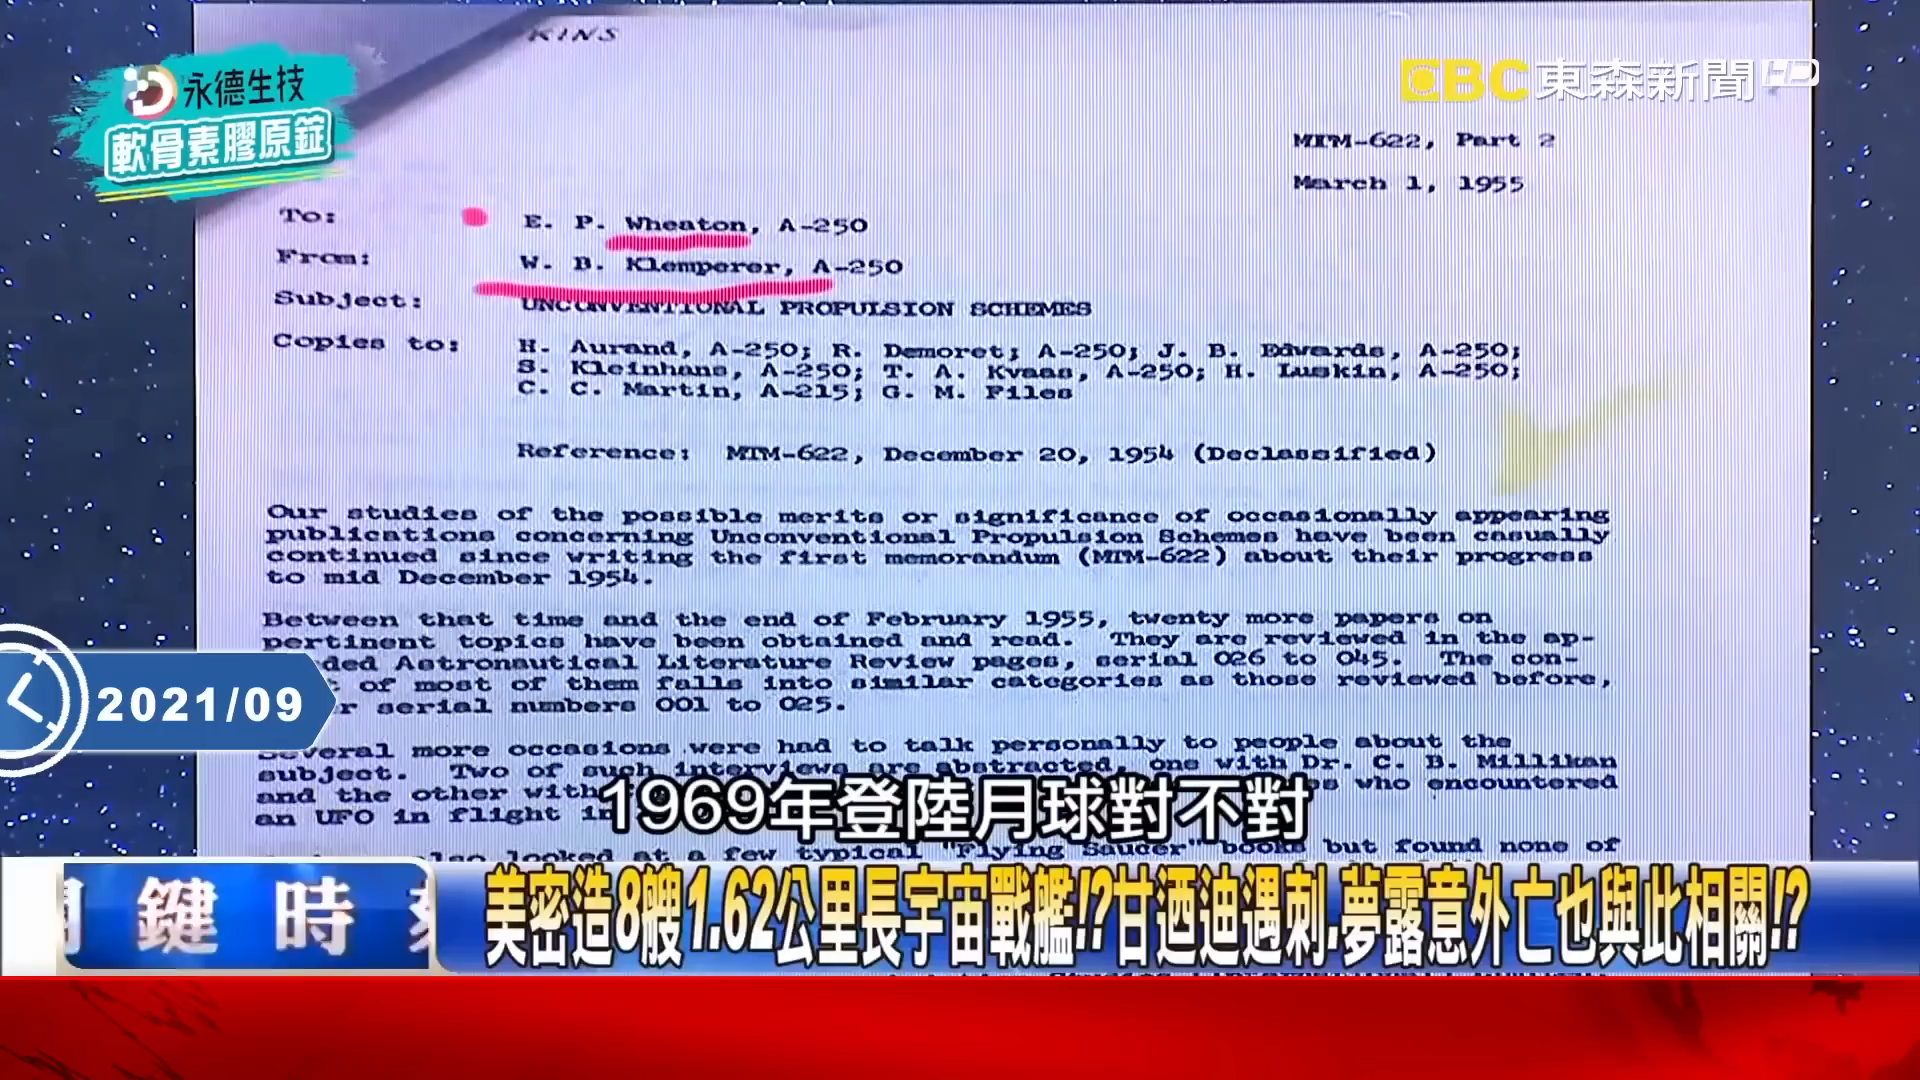 KINS
永德生技
軟骨素膠原錠
EBC東森新聞HD
MTM-622, Part 2
March 1, 1955
To: E. P. Wheaton, A-250
From: W. B. Klemperer, A-250
Subject: UNCONVENTIONAL PROPULSION SCHEMES
Copies to: H. Aurand, A-250; R. Demoret; A-250; J. B. Edwards, A-250;
S. Kleinhans, A-250; T. A. Kvaas, A-250; H. Luskin, A-250;
C. C. Martin, A-215; G. M. Files
Reference: MTM-622, December 20, 1954 (Declassified)
Our studies of the possible merits or significance of occasionally appearing
publications concerning Unconventional Propulsion Schemes have been casually
continued since writing the first memorandum (MTM-622) about their progress
to mid December 1954.
Between that time and the end of February 1955, twenty more papers on
pertinent topics have been obtained and read. They are reviewed in the ap-
ded Astronautical Literature Review pages, serial 026 to 045. The con-
of most of them falls into similar categories as those reviewed before,
r serial numbers 001 to 025.
2021/09
Several more occasions were had to talk personally to people about the
subject. Two of such interviews are abstracted, one with Dr. C. B. Millikan
and the other with who encountered
an UFO in flight in
1969年登陸月球對不對
also looked at a few typical "Flying Saucer" books but found none of
鍵時
美密造8艘1.62公里長宇宙戰艦!?甘迺迪遇刺,夢露意外亡也與此相關!?